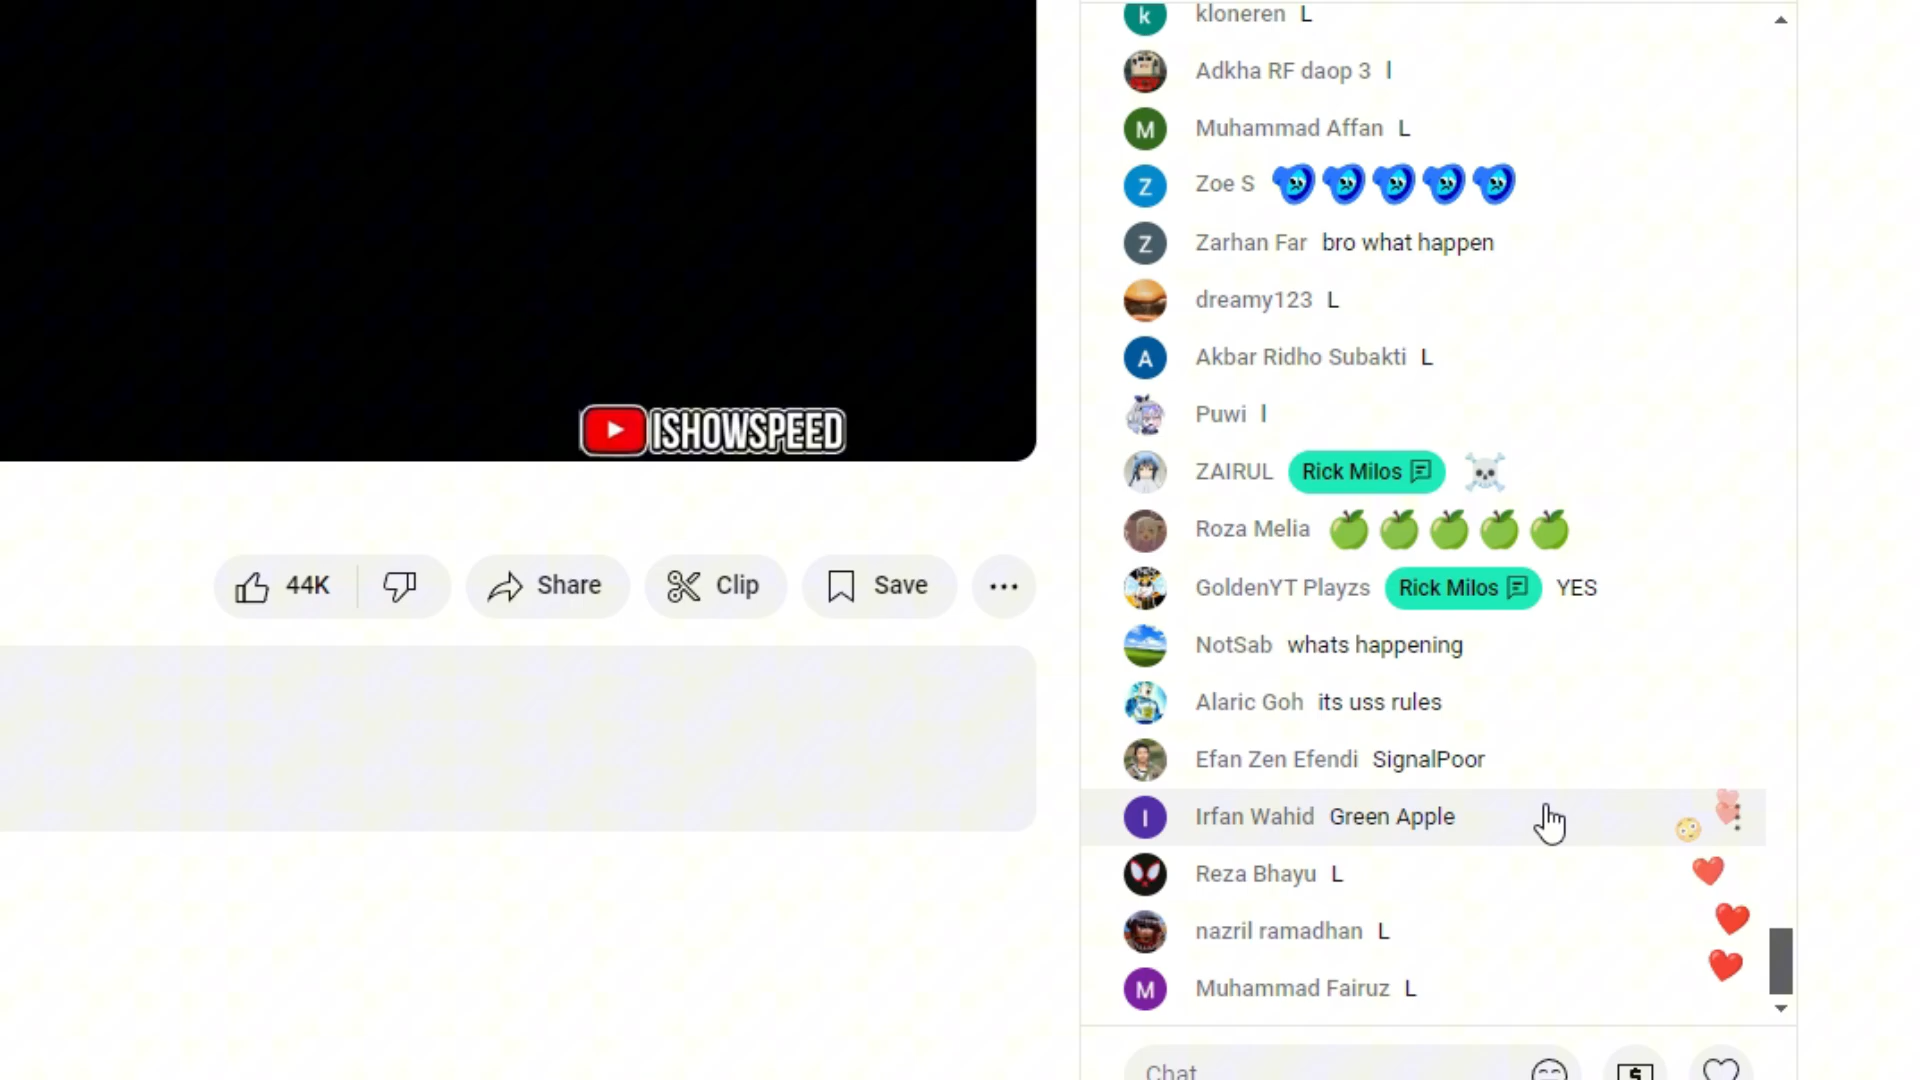 k kloneren L
Adkha RF daop 3 l
M Muhammad Affan L
Z Zoe S
Z Zarhan Far bro what happen
dreamy123 L
A Akbar Ridho Subakti L
Puwi l
ISHOWSPEED
ZAIRUL Rick Milos
Roza Melia
44K Share Clip Save
GoldenYT Playzs Rick Milos YES
NotSab whats happening
Alaric Goh its uss rules
Efan Zen Efendi SignalPoor
I Irfan Wahid Green Apple
Reza Bhayu L
nazril ramadhan L
M Muhammad Fairuz L
Chat